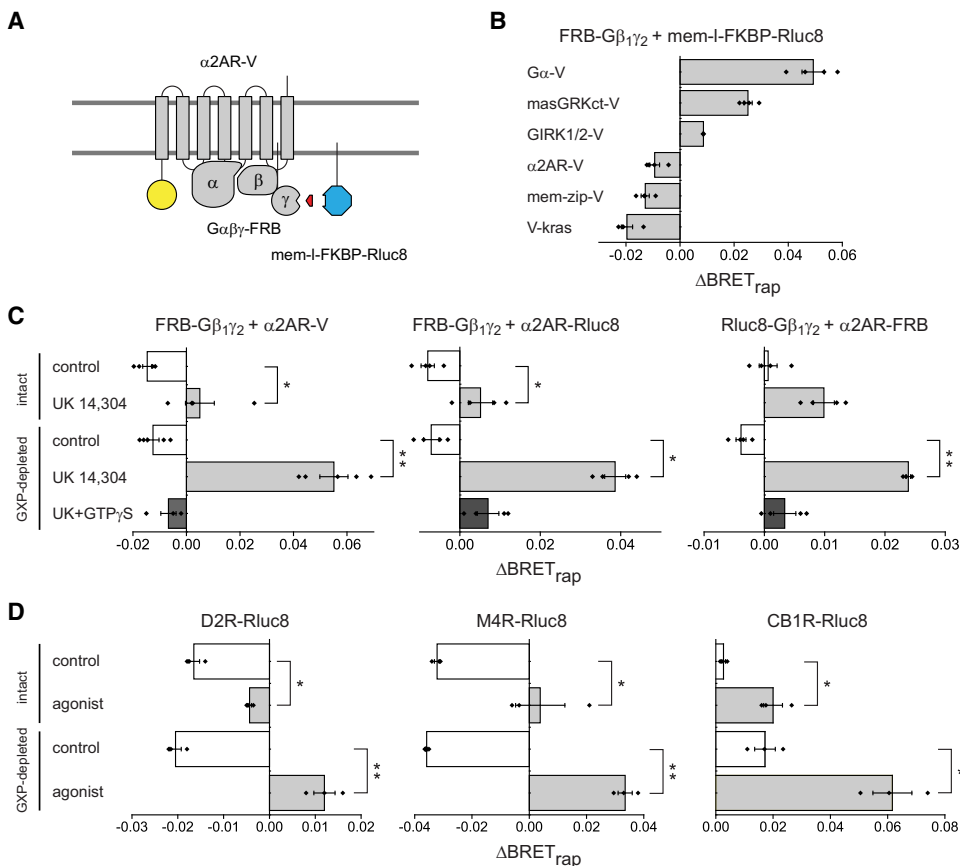 A
α2AR-V
α
β
γ
Gαβγ-FRB
mem-l-FKBP-Rluc8
B
FRB-Gβ1γ2 + mem-l-FKBP-Rluc8
Gα-V
masGRKct-V
GIRK1/2-V
α2AR-V
mem-zip-V
V-kras
-0.02 0.00 0.02 0.04 0.06
ΔBRETrap
C
FRB-Gβ1γ2 + α2AR-V
FRB-Gβ1γ2 + α2AR-Rluc8
Rluc8-Gβ1γ2 + α2AR-FRB
intact
control
UK 14,304
GXP-depleted
control
UK 14,304
UK+GTPγS
*
**
*
*
**
-0.02 0.00 0.02 0.04 0.06
0.00 0.02 0.04
-0.01 0.00 0.01 0.02 0.03
ΔBRETrap
D
D2R-Rluc8
M4R-Rluc8
CB1R-Rluc8
intact
control
agonist
GXP-depleted
control
agonist
*
**
*
**
*
*
-0.03 -0.02 -0.01 0.00 0.01 0.02
-0.04 -0.02 0.00 0.02 0.04
0.00 0.02 0.04 0.06 0.08
ΔBRETrap